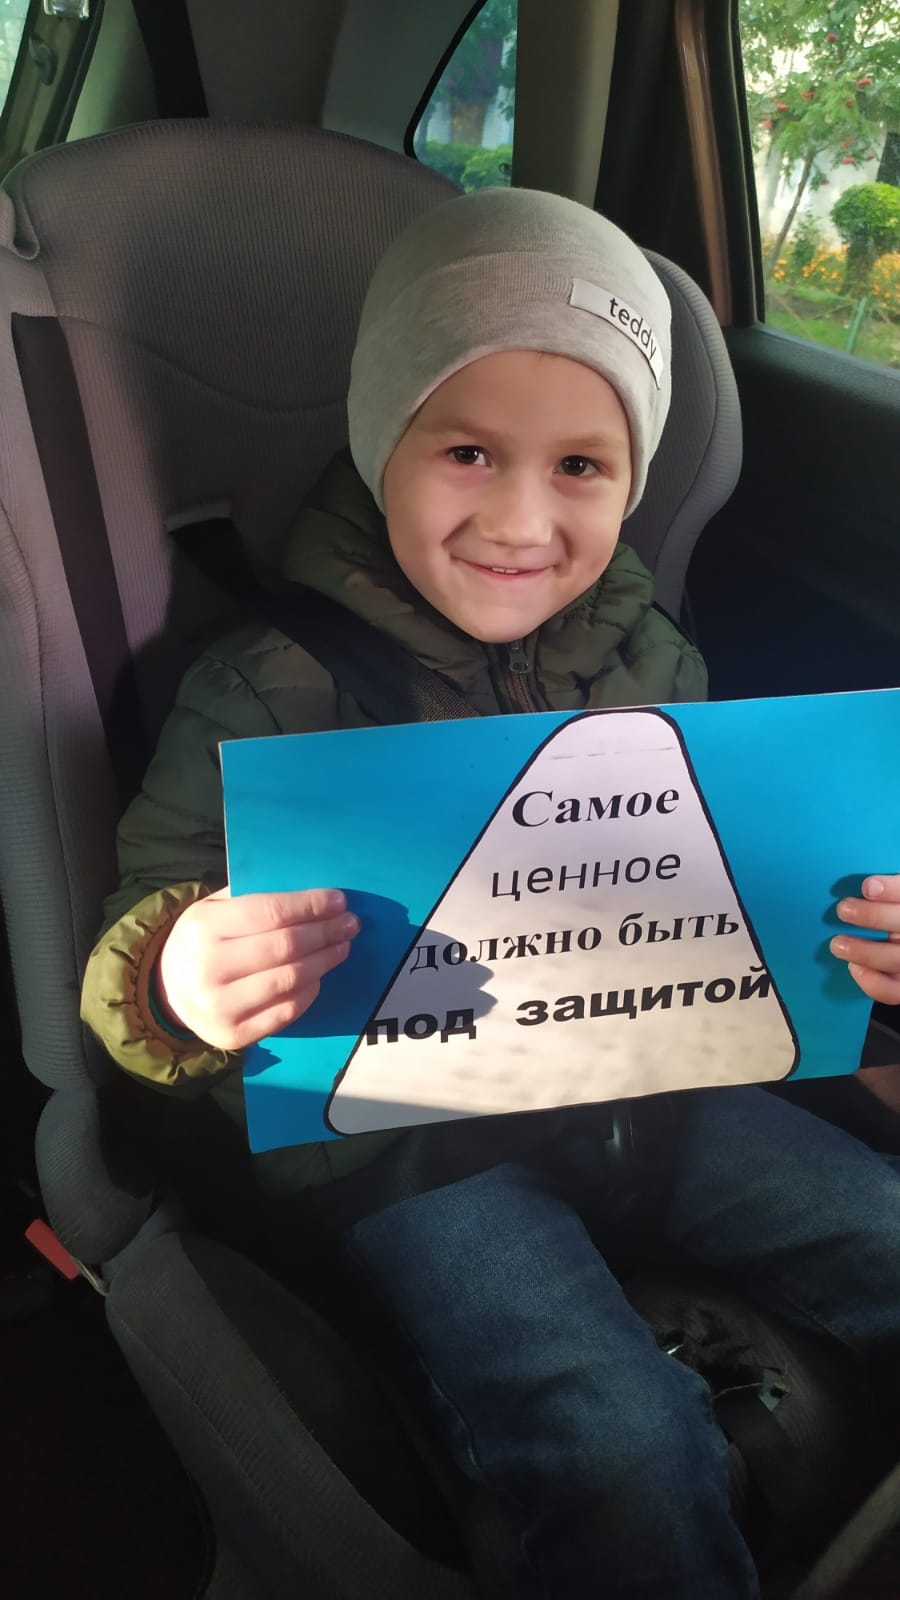 teddy
Самое
ценное
должно быть
под защитой